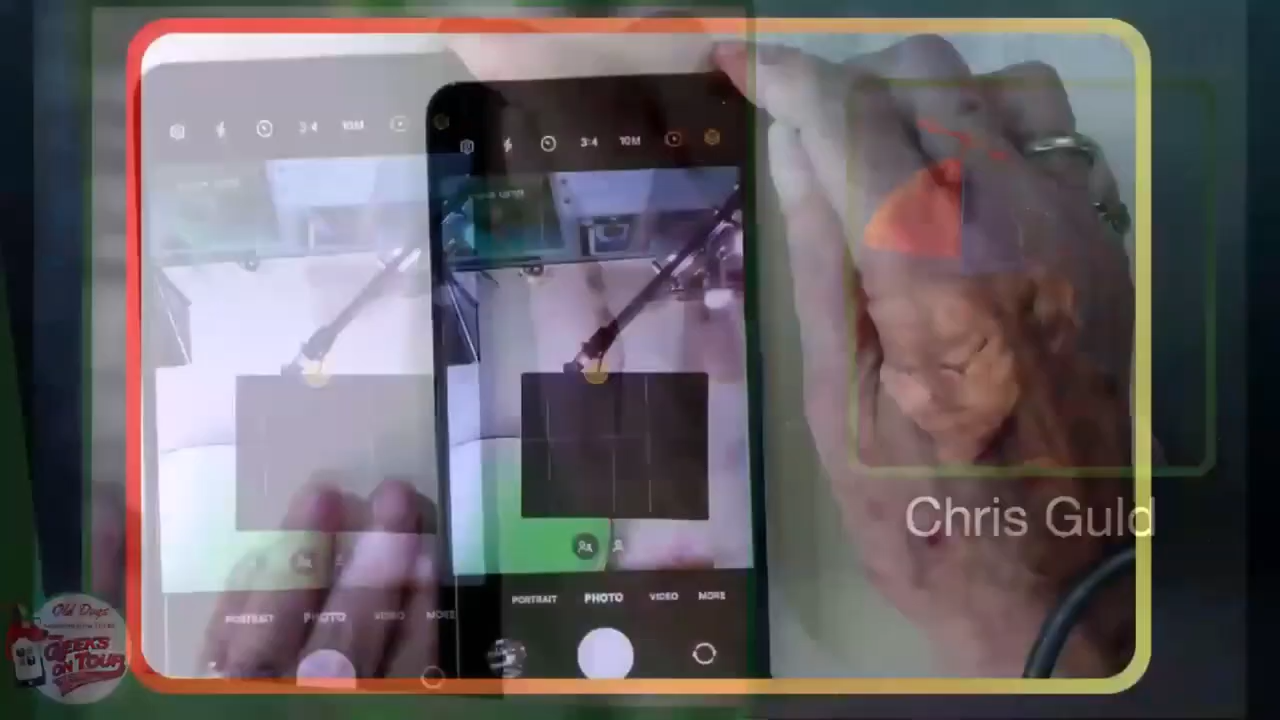 3:4 10M
3:4 10M
PORTRAIT PHOTO VIDEO MORE
PORTRAIT PHOTO VIDEO MORE
Chris Guld
Old Dogs
GEEKS
ON TOUR